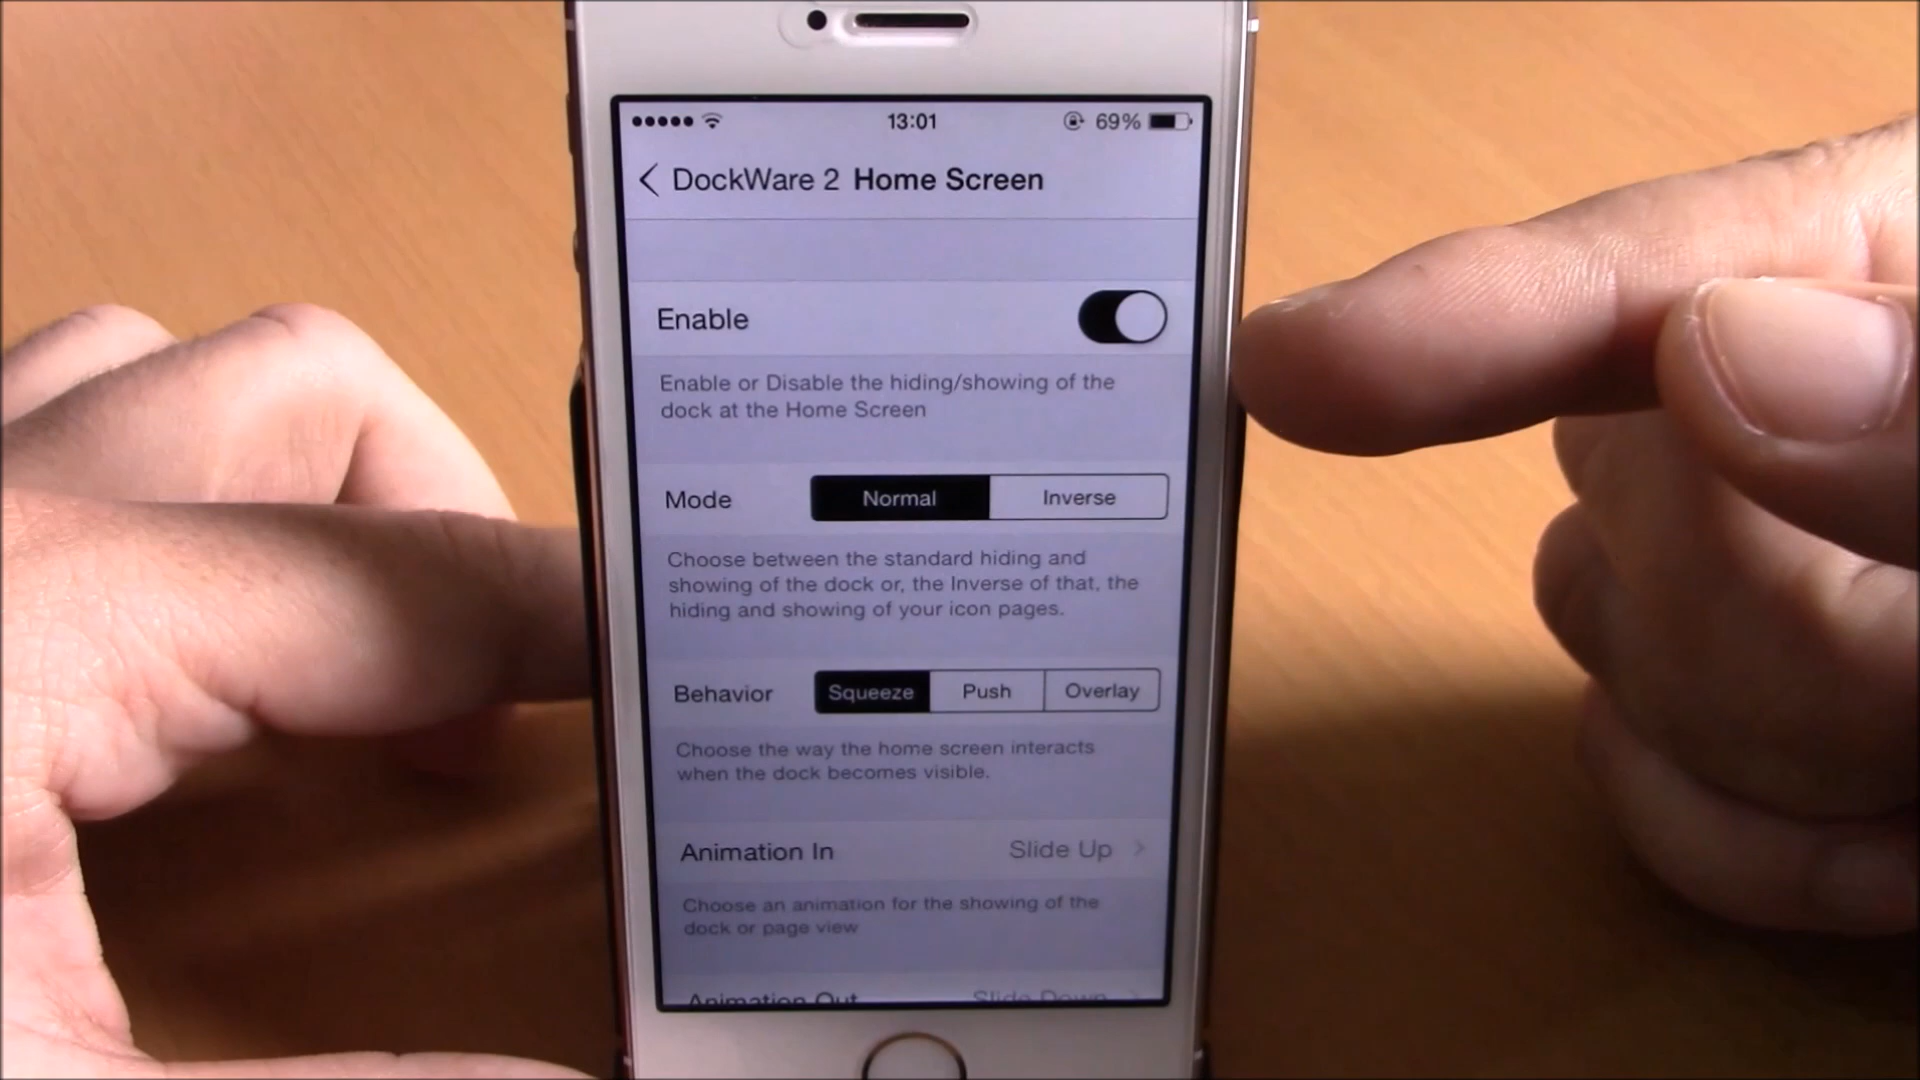 13:01 69%
DockWare 2 Home Screen
Enable
Enable or Disable the hiding/showing of the
dock at the Home Screen
Mode Normal Inverse
Choose between the standard hiding and
showing of the dock or, the Inverse of that, the
hiding and showing of your icon pages.
Behavior Squeeze Push Overlay
Choose the way the home screen interacts
when the dock becomes visible.
Animation In Slide Up
Choose an animation for the showing of the
dock or page view
Animation Out Slide Down